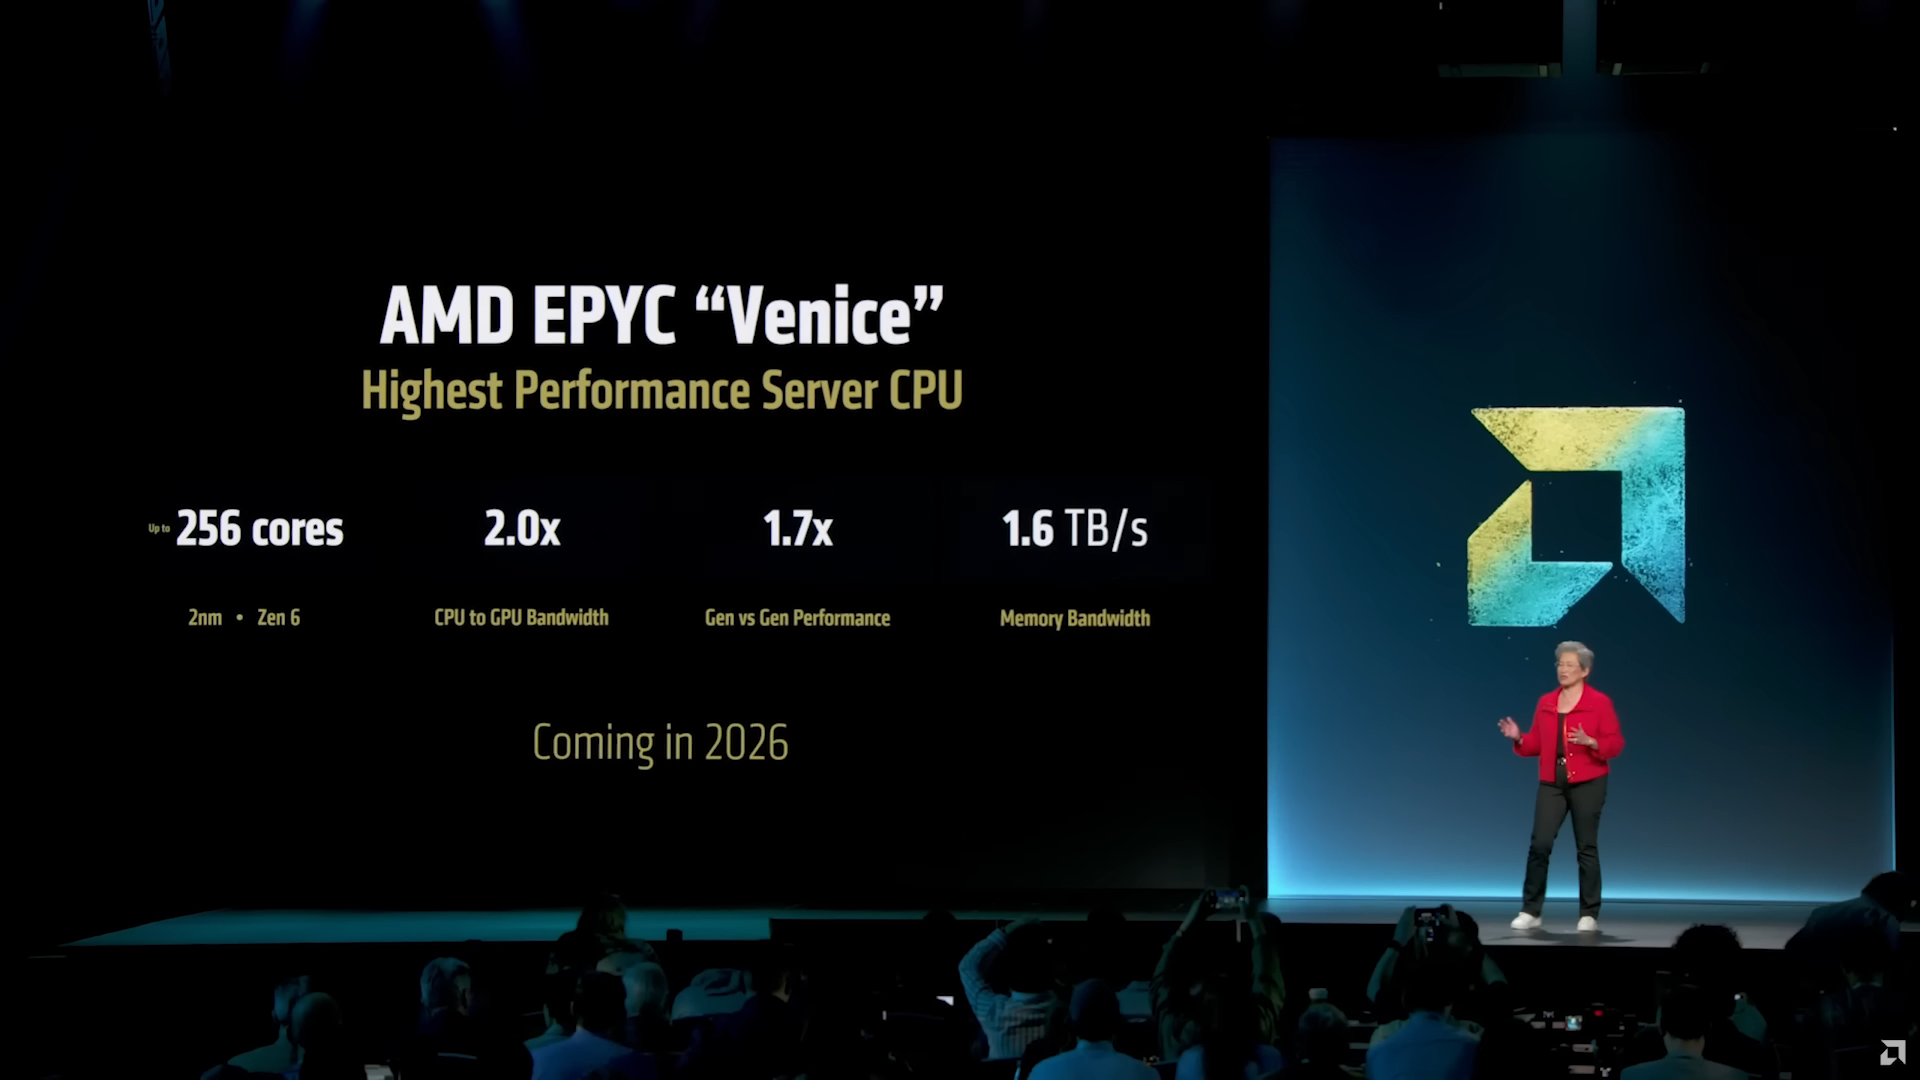 AMD EPYC “Venice”
Highest Performance Server CPU
Up to 256 cores
2nm • Zen 6
2.0x
CPU to GPU Bandwidth
1.7x
Gen vs Gen Performance
1.6 TB/s
Memory Bandwidth
Coming in 2026